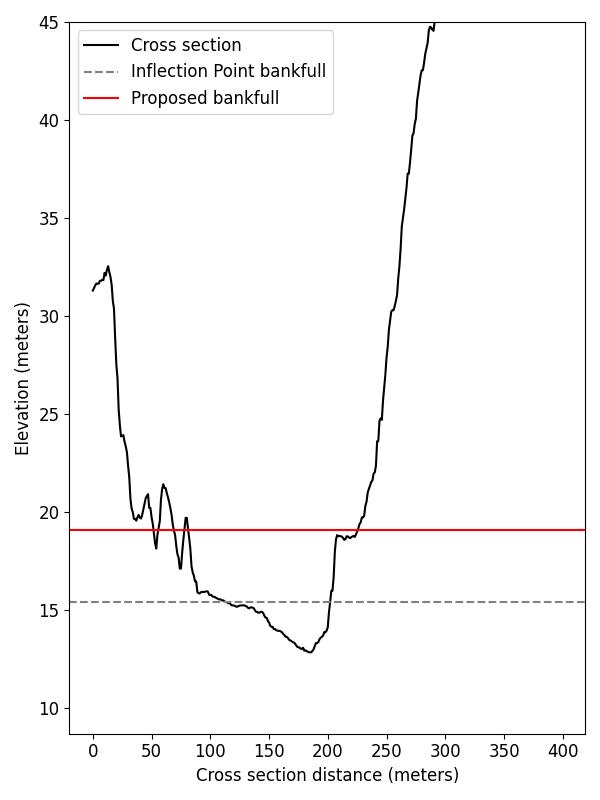 Cross section
Inflection Point bankfull
Proposed bankfull
45
40
35
30
25
20
15
10
Elevation (meters)
0 50 100 150 200 250 300 350 400
Cross section distance (meters)